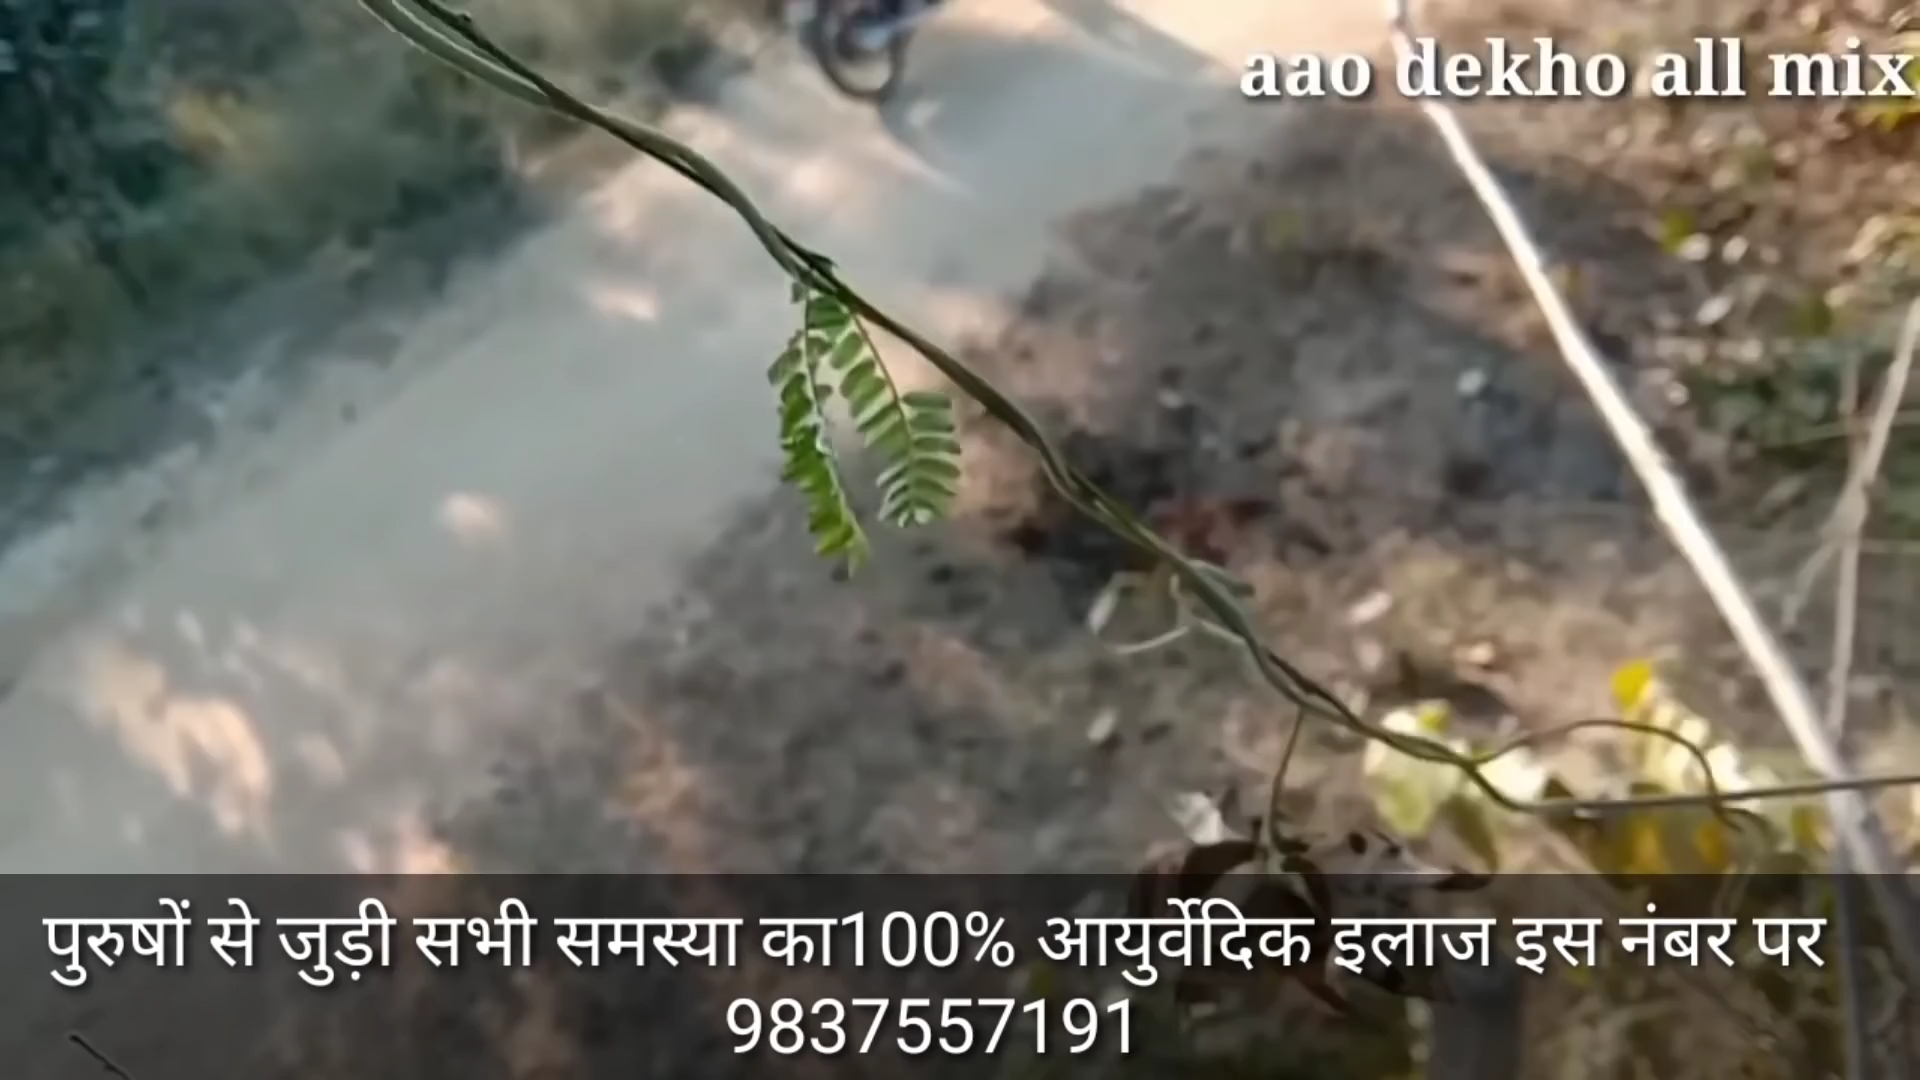 aao dekho all mix
पुरुषों से जुड़ी सभी समस्या का100% आयुर्वेदिक इलाज इस नंबर पर
9837557191